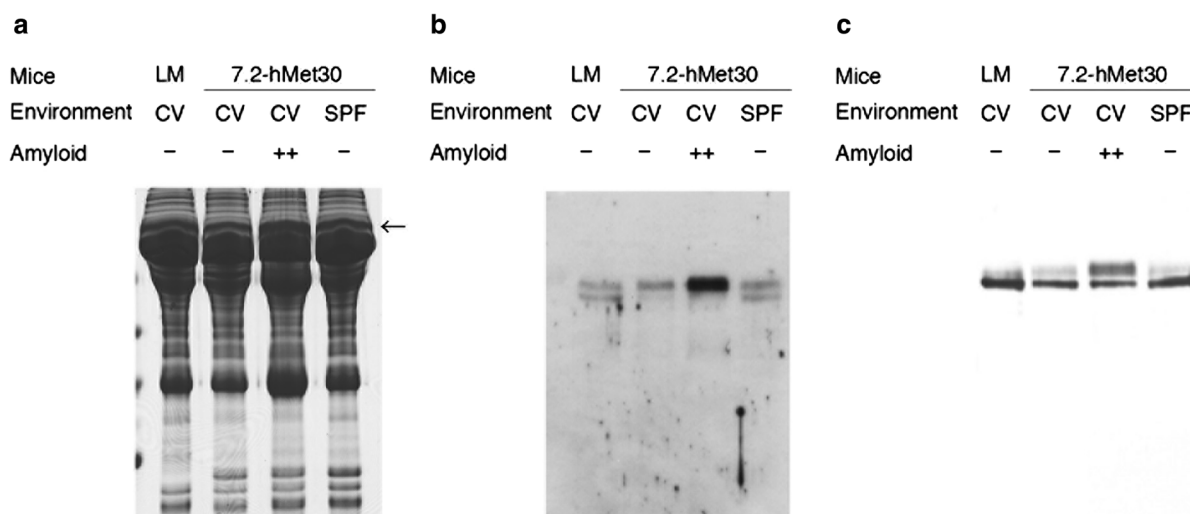 a
Mice LM 7.2-hMet30
Environment CV CV CV SPF
Amyloid – – ++ –
←
b
Mice LM 7.2-hMet30
Environment CV CV CV SPF
Amyloid – – ++ –
c
Mice LM 7.2-hMet30
Environment CV CV CV SPF
Amyloid – – ++ –